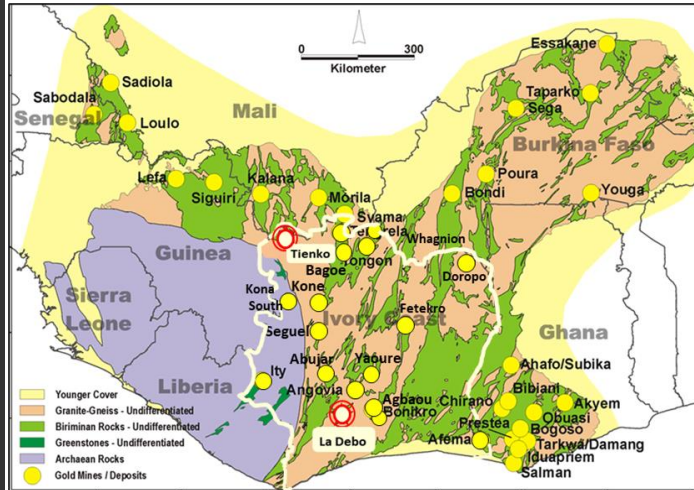 0
300
Kilometer
Essakane
Sadiola
Taparko
Sabodala
Mali
Sega
Senegal
Loulo
Burkina Faso
Lefa
Kalana
Poura
Siguiri
Morila
Bondi
Youga
Syama
Whagnion
Guinea
Tienko
Tongon
Bagoe
Doropo
Kona
South
Kone
Sierra
Leone
Fetekro
Ivory Coast
Seguel
Ghana
Abujar
Yaoure
Ahafo/Subika
Ity
Liberia
Angovia
Bibiani
Chirano
Akyem
Agbaou
Bonikro
Prestea
Obuasi
Bogoso
La Debo
Afema
Tarkwa/Damang
Iduapriem
Salman
Younger Cover
Granite-Gneiss - Undifferentiated
Biriminan Rocks - Undifferentiated
Greenstones - Undifferentiated
Archaean Rocks
Gold Mines / Deposits